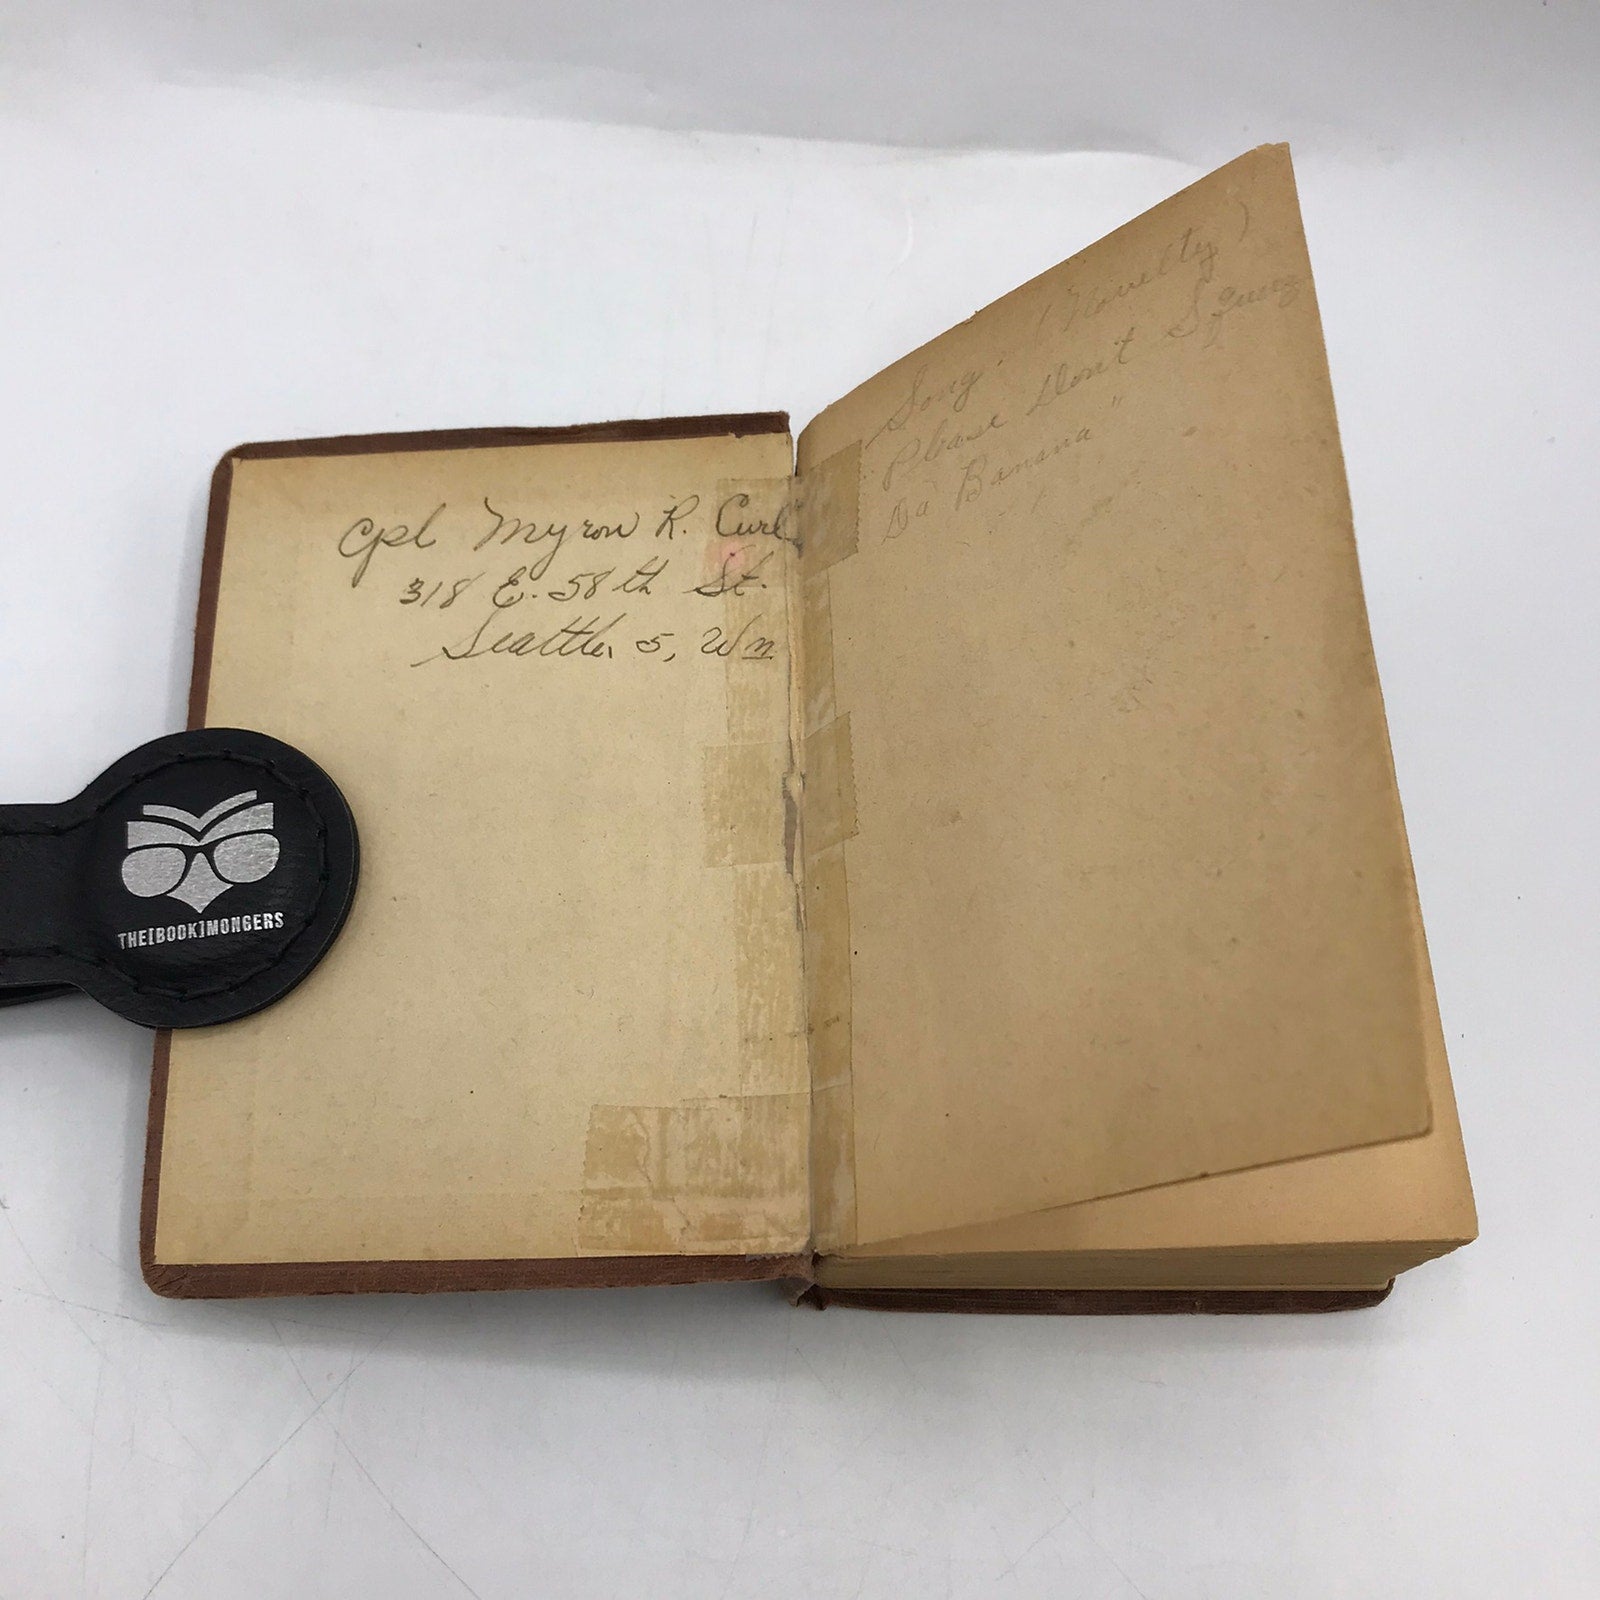 Cpl Myron R. Curl
318 E. 58th St.
Seattle 5, Wn
Song: (Novelty)
Please Don't Squeeze
Da Banana"
THE[BOOK]MONGERS